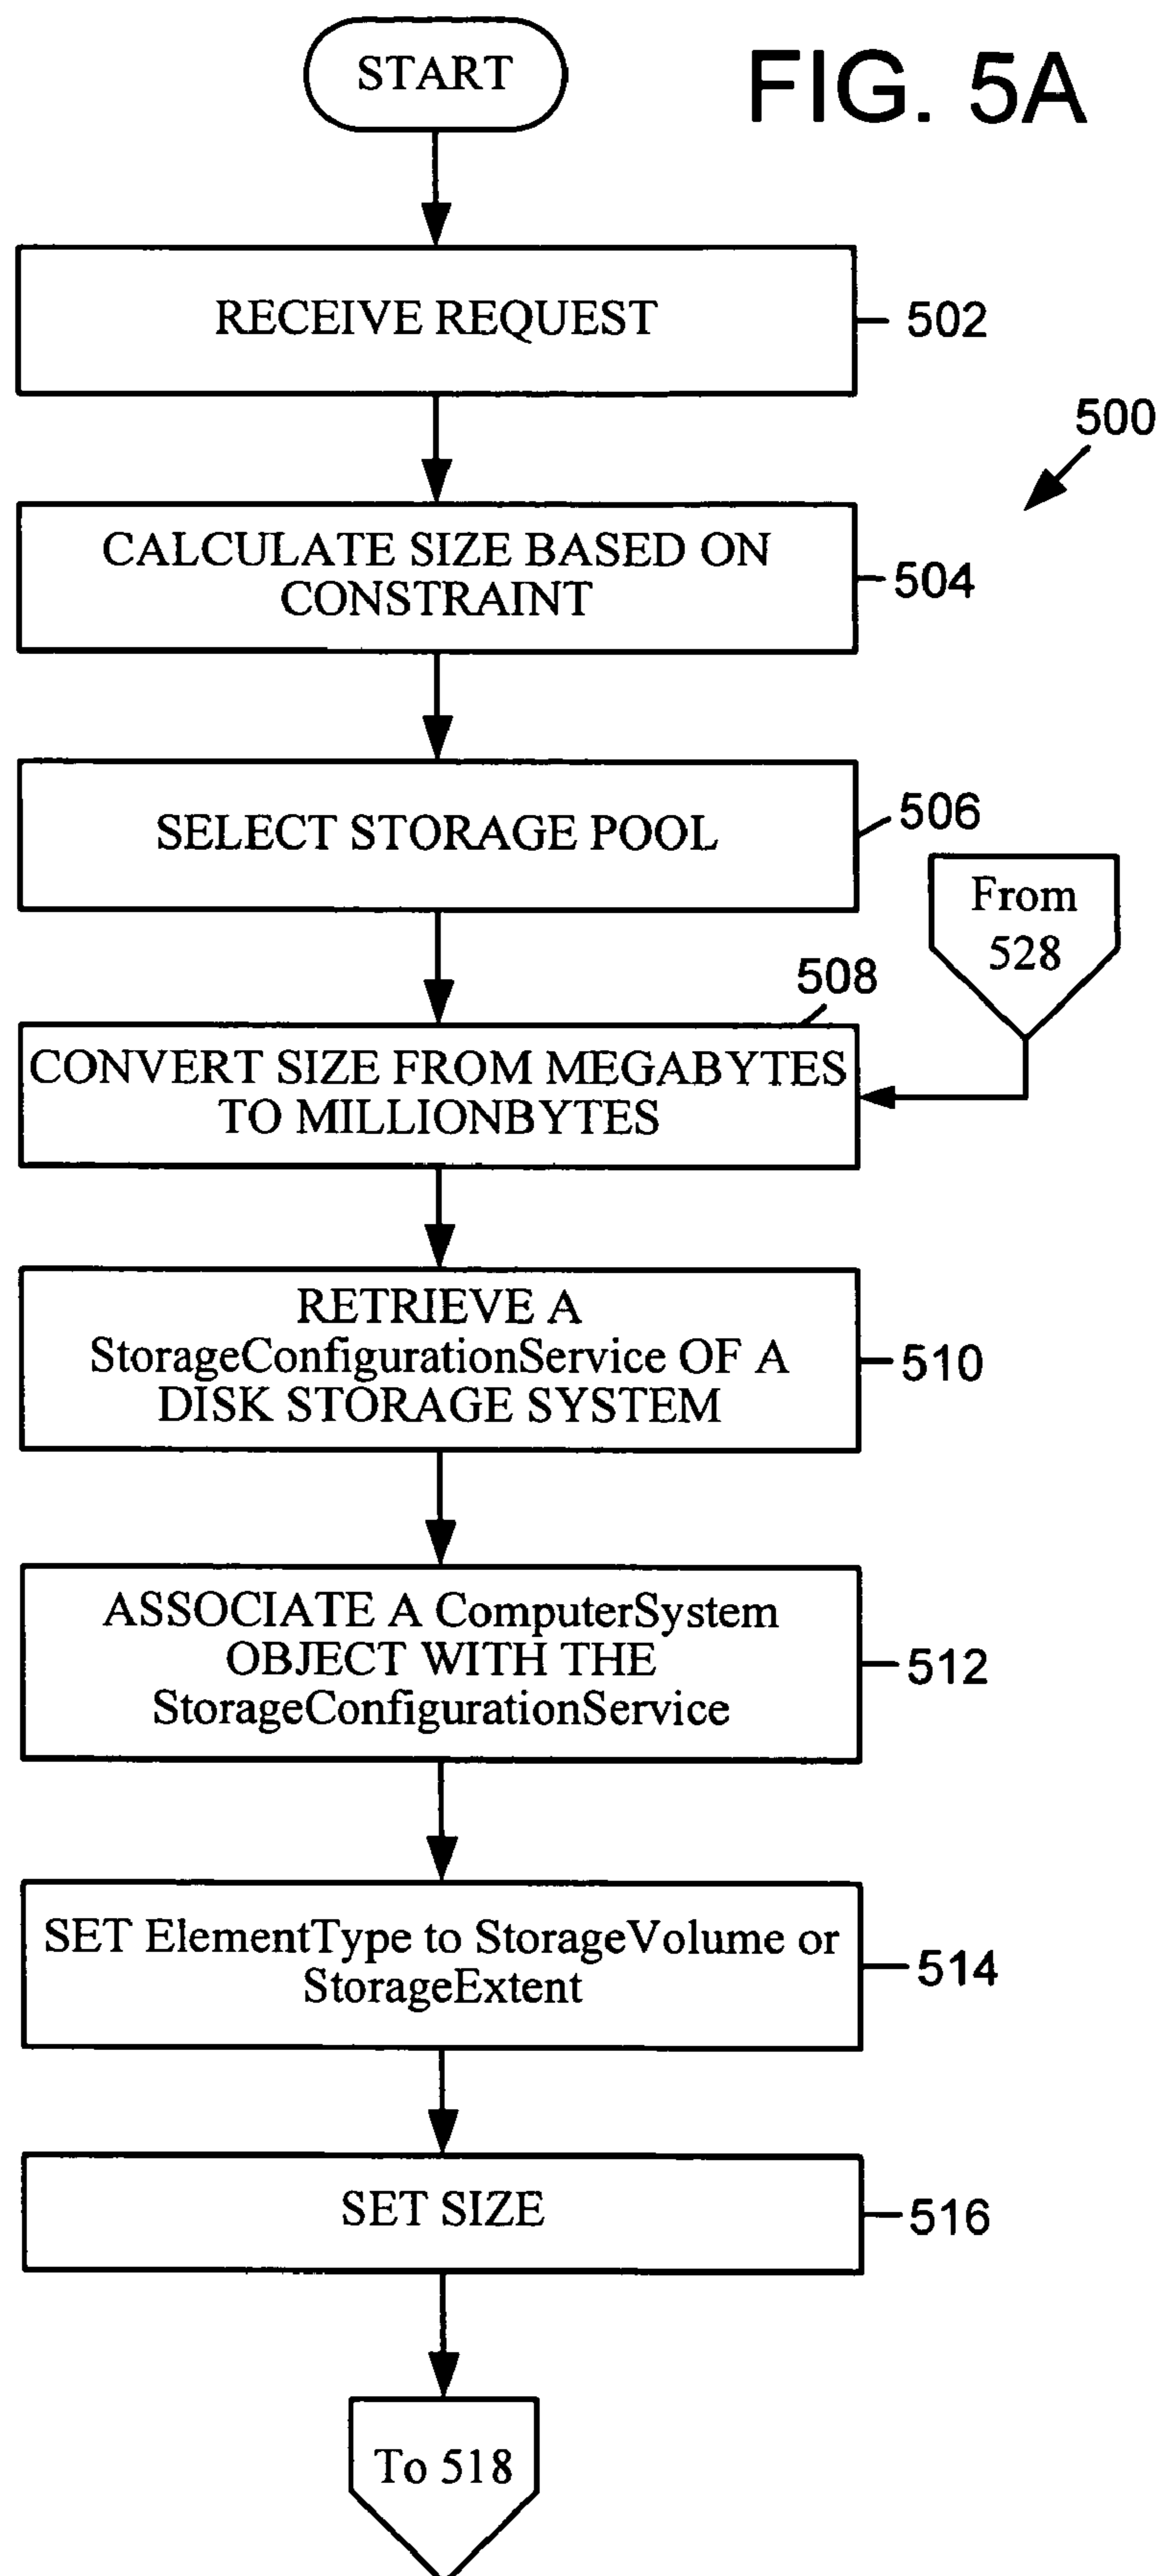 START
FIG. 5A
RECEIVE REQUEST
502
500
CALCULATE SIZE BASED ON
CONSTRAINT
504
SELECT STORAGE POOL
506
From
528
508
CONVERT SIZE FROM MEGABYTES
TO MILLIONBYTES
RETRIEVE A
StorageConfigurationService OF A
DISK STORAGE SYSTEM
510
ASSOCIATE A ComputerSystem
OBJECT WITH THE
StorageConfigurationService
512
SET ElementType to StorageVolume or
StorageExtent
514
SET SIZE
516
To 518